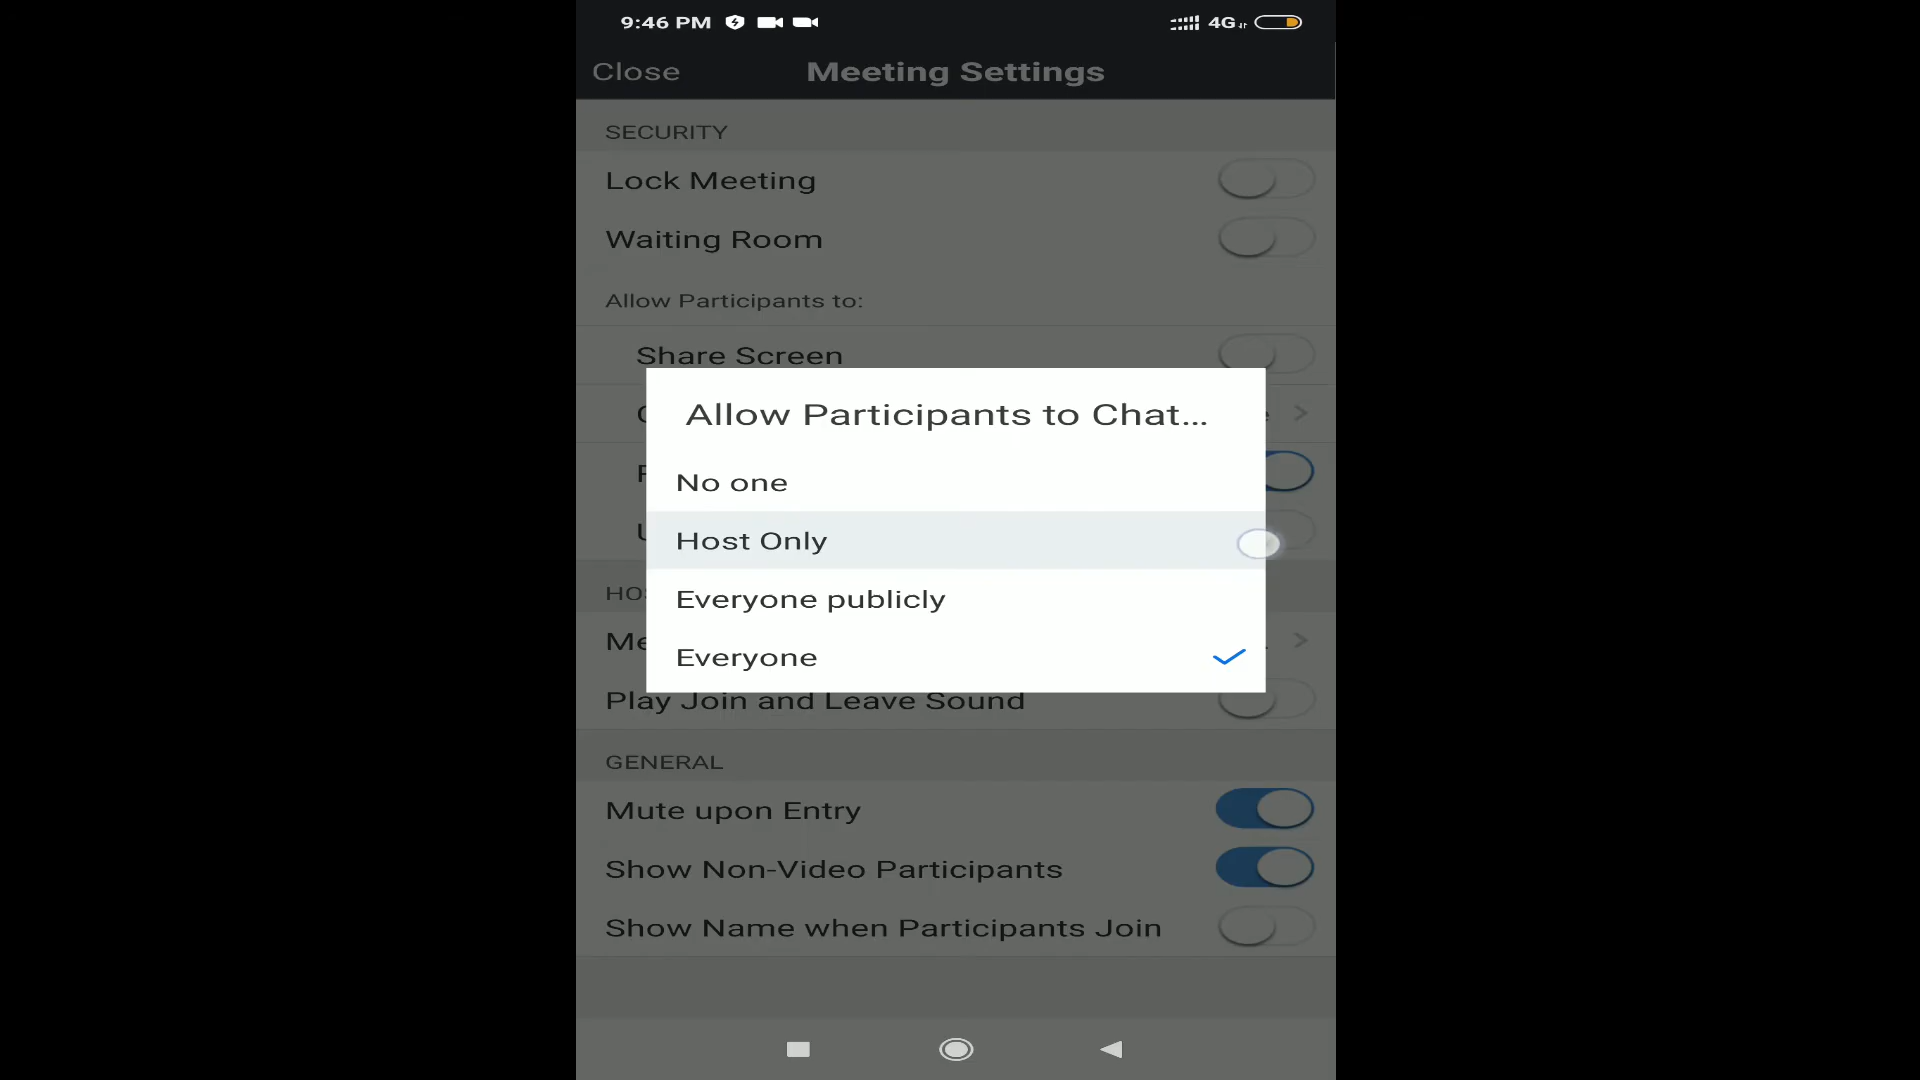 9:46 PM
4G
Close
Meeting Settings
SECURITY
Lock Meeting
Waiting Room
Allow Participants to:
Share Screen
Allow Participants to Chat...
No one
Host Only
Everyone publicly
Everyone
Play Join and Leave Sound
GENERAL
Mute upon Entry
Show Non-Video Participants
Show Name when Participants Join